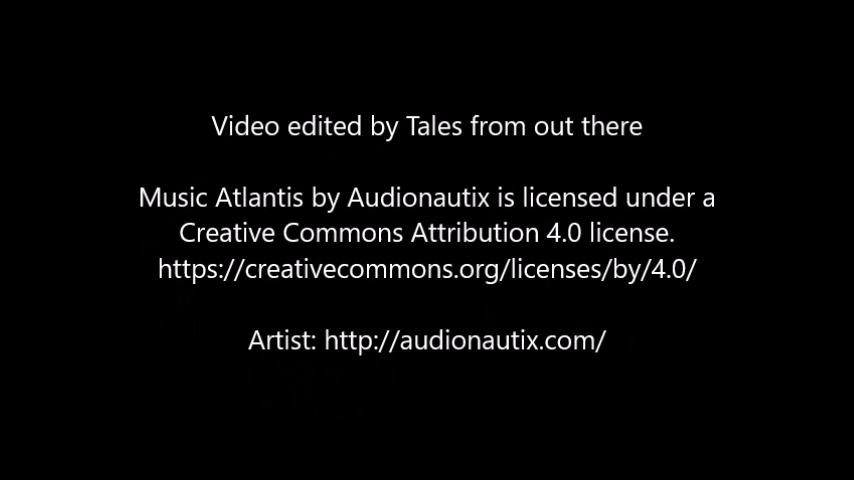 Video edited by Tales from out there
Music Atlantis by Audionautix is licensed under a
Creative Commons Attribution 4.0 license.
https://creativecommons.org/licenses/by/4.0/
Artist: http://audionautix.com/